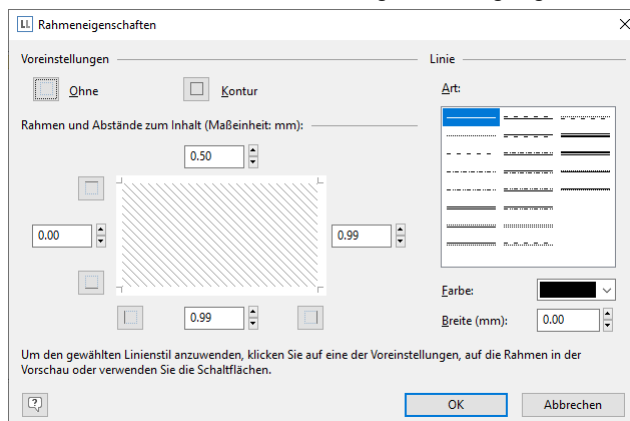 LL Rahmeneigenschaften
Voreinstellungen
Linie
Ohne
Kontur
Art:
Rahmen und Abstände zum Inhalt (Maßeinheit: mm):
0.50
0.00
0.99
0.99
Farbe:
Breite (mm): 0.00
Um den gewählten Linienstil anzuwenden, klicken Sie auf eine der Voreinstellungen, auf die Rahmen in der
Vorschau oder verwenden Sie die Schaltflächen.
?
OK
Abbrechen